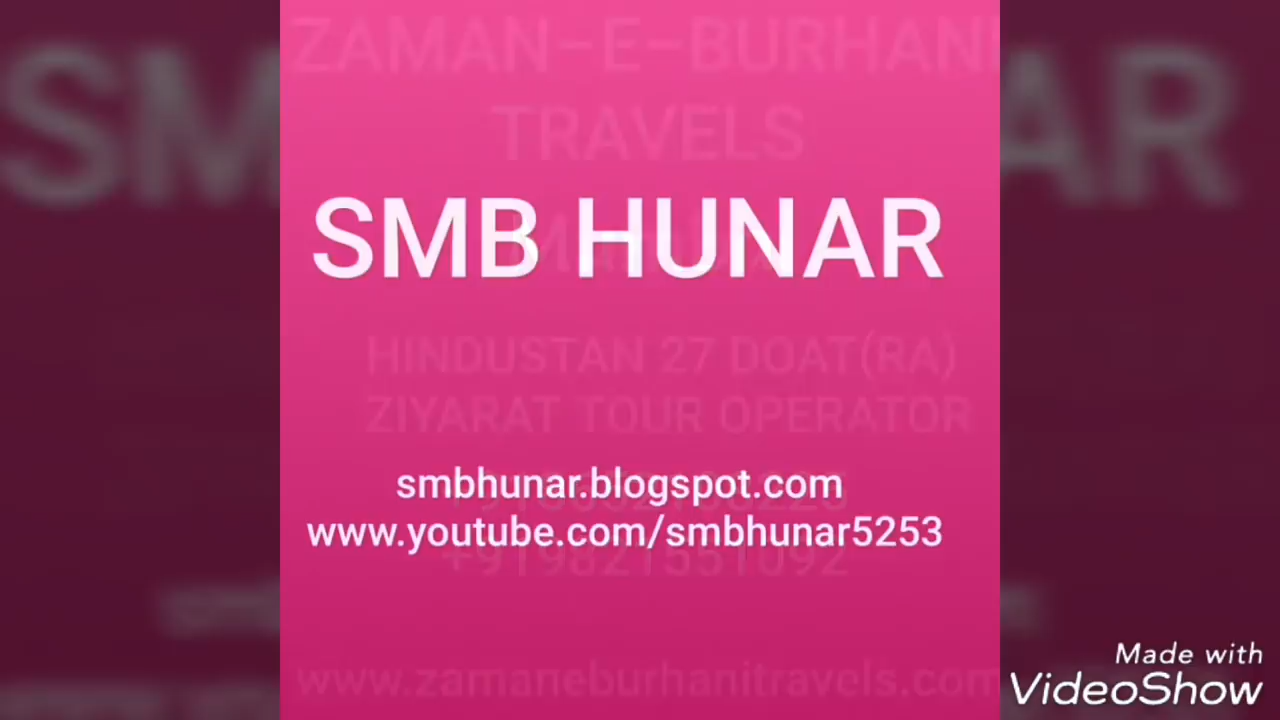 ZAMAN-E-BURHANI
TRAVELS
SMB HUNAR
HINDUSTAN 27 DOAT(RA)
ZIYARAT TOUR OPERATOR
smbhunar.blogspot.com
www.youtube.com/smbhunar5253
+919821551092
www.zamaneburhanitravels.com
Made with
VideoShow